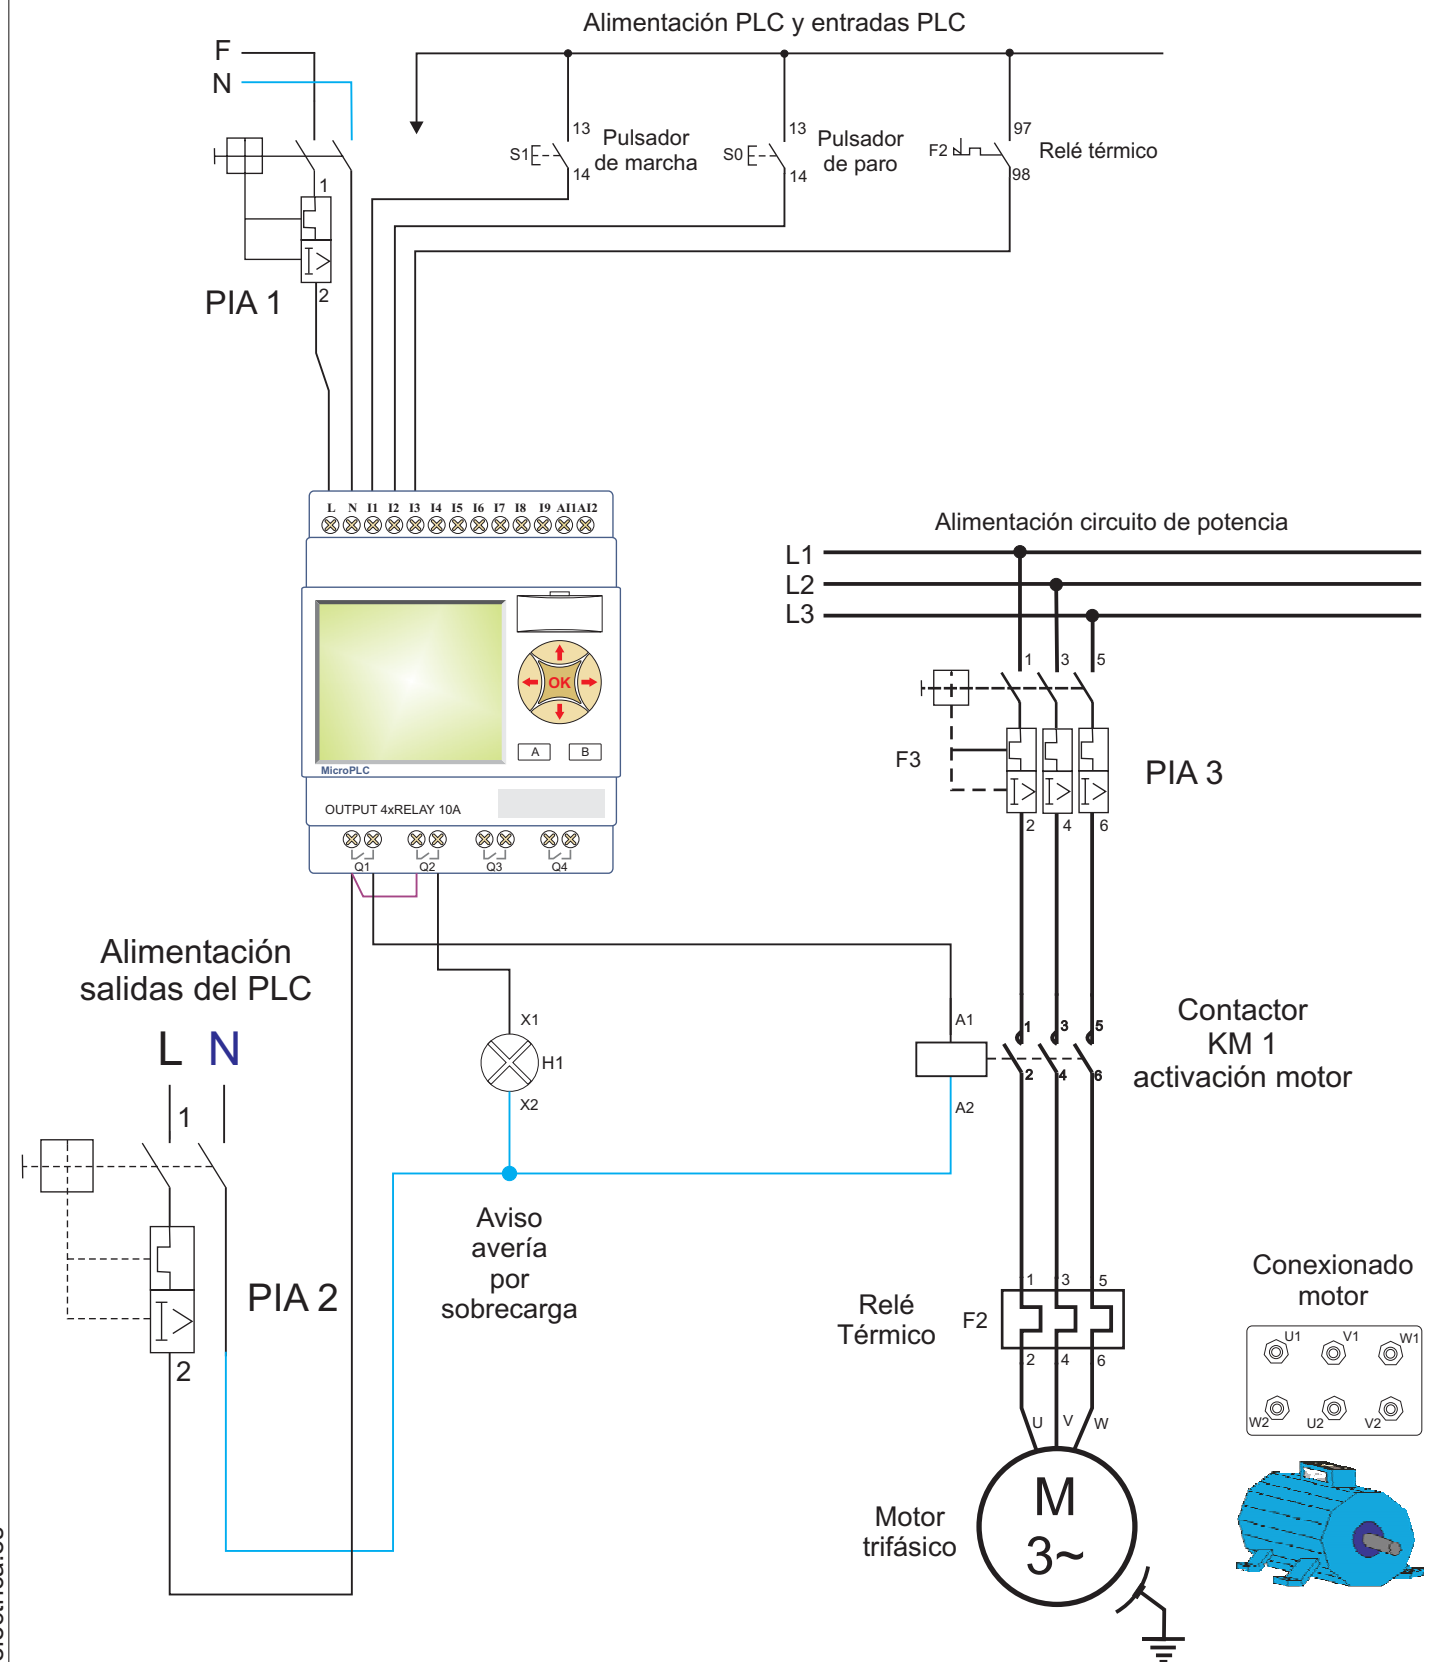 Alimentación PLC y entradas PLC
F
N
13
S1
14
Pulsador
de marcha
13
S0
14
Pulsador
de paro
97
F2
98
Relé térmico
1
2
PIA 1
L N I1 I2 I3 I4 I5 I6 I7 I8 I9 AI1 AI2
OK
A
B
MicroPLC
OUTPUT 4xRELAY 10A
Q1
Q2
Q3
Q4
Alimentación circuito de potencia
L1
L2
L3
1 3 5
F3
PIA 3
2 4 6
Alimentación
salidas del PLC
L N
1
PIA 2
2
X1
H1
X2
Aviso
avería
por
sobrecarga
A1
A2
1 3 5
2 4 6
Contactor
KM 1
activación motor
1 3 5
Relé
Térmico
F2
2 4 6
U V W
M
3~
Motor
trifásico
Conexionado
motor
U1 V1 W1
W2 U2 V2